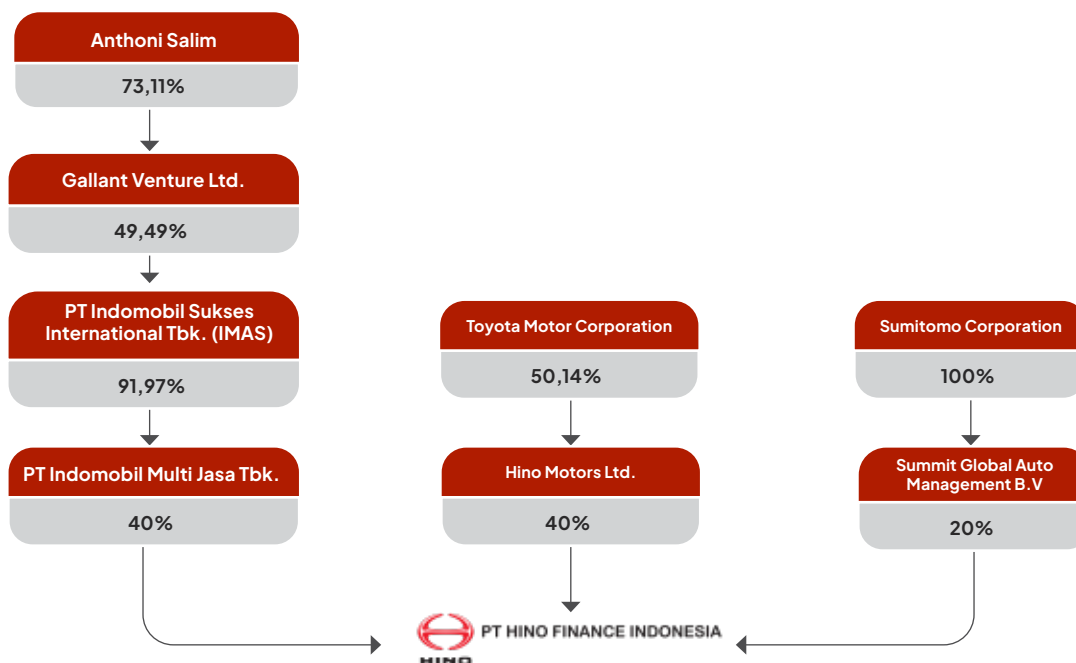 Anthoni Salim
73,11%
Gallant Venture Ltd.
49,49%
PT Indomobil Sukses
International Tbk. (IMAS)
91,97%
PT Indomobil Multi Jasa Tbk.
40%
Toyota Motor Corporation
50,14%
Hino Motors Ltd.
40%
Sumitomo Corporation
100%
Summit Global Auto
Management B.V
20%
PT HINO FINANCE INDONESIA
HINO